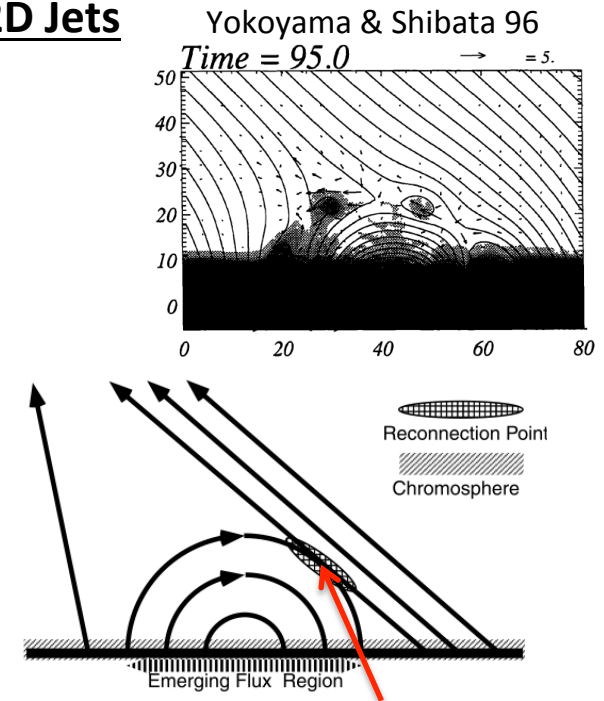 2D Jets
Yokoyama & Shibata 96
Time = 95.0
= 5.
50
40
30
20
10
0
0 20 40 60 80
Reconnection Point
Chromosphere
Emerging Flux Region